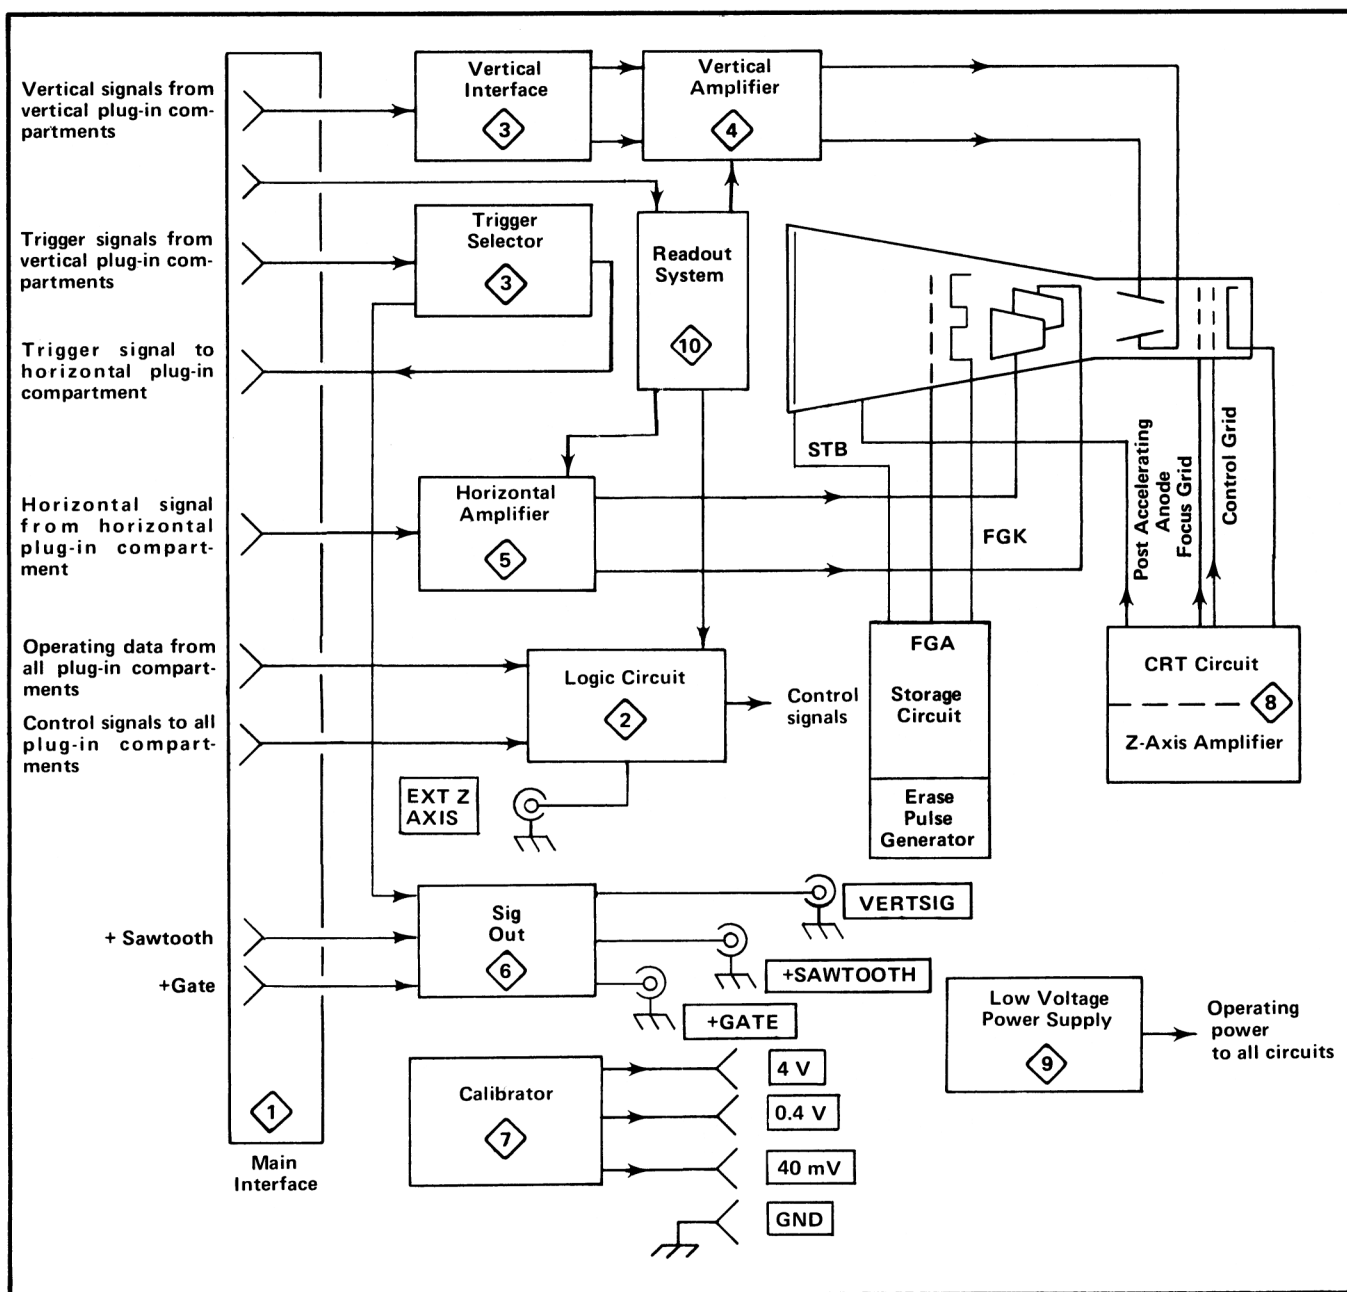 Vertical signals from
vertical plug-in com-
partments
Vertical
Interface
3
Vertical
Amplifier
4
Trigger signals from
vertical plug-in com-
partments
Trigger
Selector
3
Readout
System
10
Trigger signal to
horizontal plug-in
compartment
STB
Post Accelerating
Anode
Focus Grid
Control Grid
Horizontal signal
from horizontal
plug-in compart-
ment
Horizontal
Amplifier
5
FGK
Operating data from
all plug-in compart-
ments
Control signals to all
plug-in compart-
ments
Logic Circuit
2
Control
signals
FGA
Storage
Circuit
Erase
Pulse
Generator
CRT Circuit
8
Z-Axis Amplifier
EXT Z
AXIS
+ Sawtooth
+Gate
Sig
Out
6
VERTSIG
+SAWTOOTH
+GATE
Low Voltage
Power Supply
9
Operating
power
to all circuits
Calibrator
7
4 V
0.4 V
40 mV
GND
1
Main
Interface